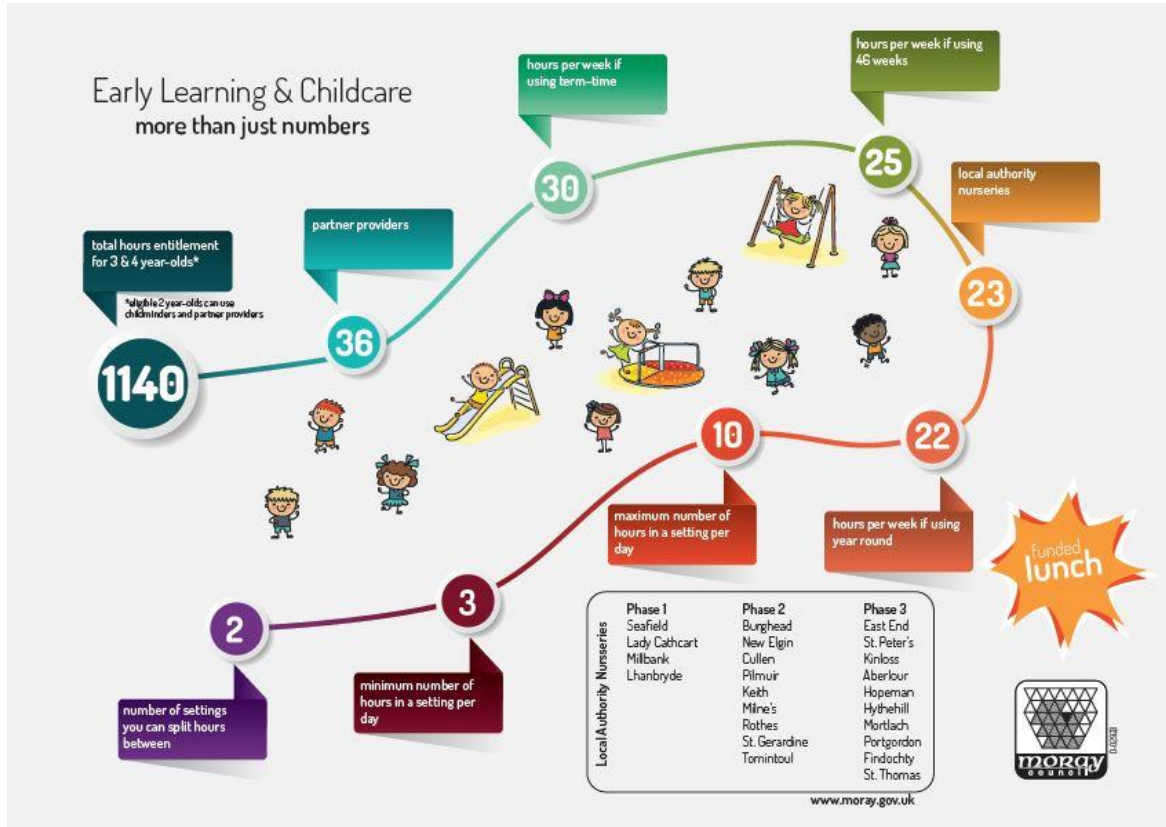 Early Learning & Childcare
more than just numbers
total hours entitlement
for 3 & 4 year-olds*
*eligible 2 year-olds can use
childminders and partner providers
1140
partner providers
36
hours per week if
using term-time
30
hours per week if using
46 weeks
25
local authority
nurseries
23
22
hours per week if using
year round
10
maximum number of
hours in a setting per
day
3
minimum number of
hours in a setting per
day
2
number of settings
you can split hours
between
funded
lunch
Local Authority Nursseries
Phase 1
Seafield
Lady Cathcart
Millbank
Lhanbryde
Phase 2
Burghead
New Elgin
Cullen
Pilmuir
Keith
Milne's
Rothes
St. Gerardine
Tomintoul
Phase 3
East End
St. Peter's
Kinloss
Aberlour
Hopeman
Hythehill
Mortlach
Portgordon
Findochty
St. Thomas
www.moray.gov.uk
moray
council